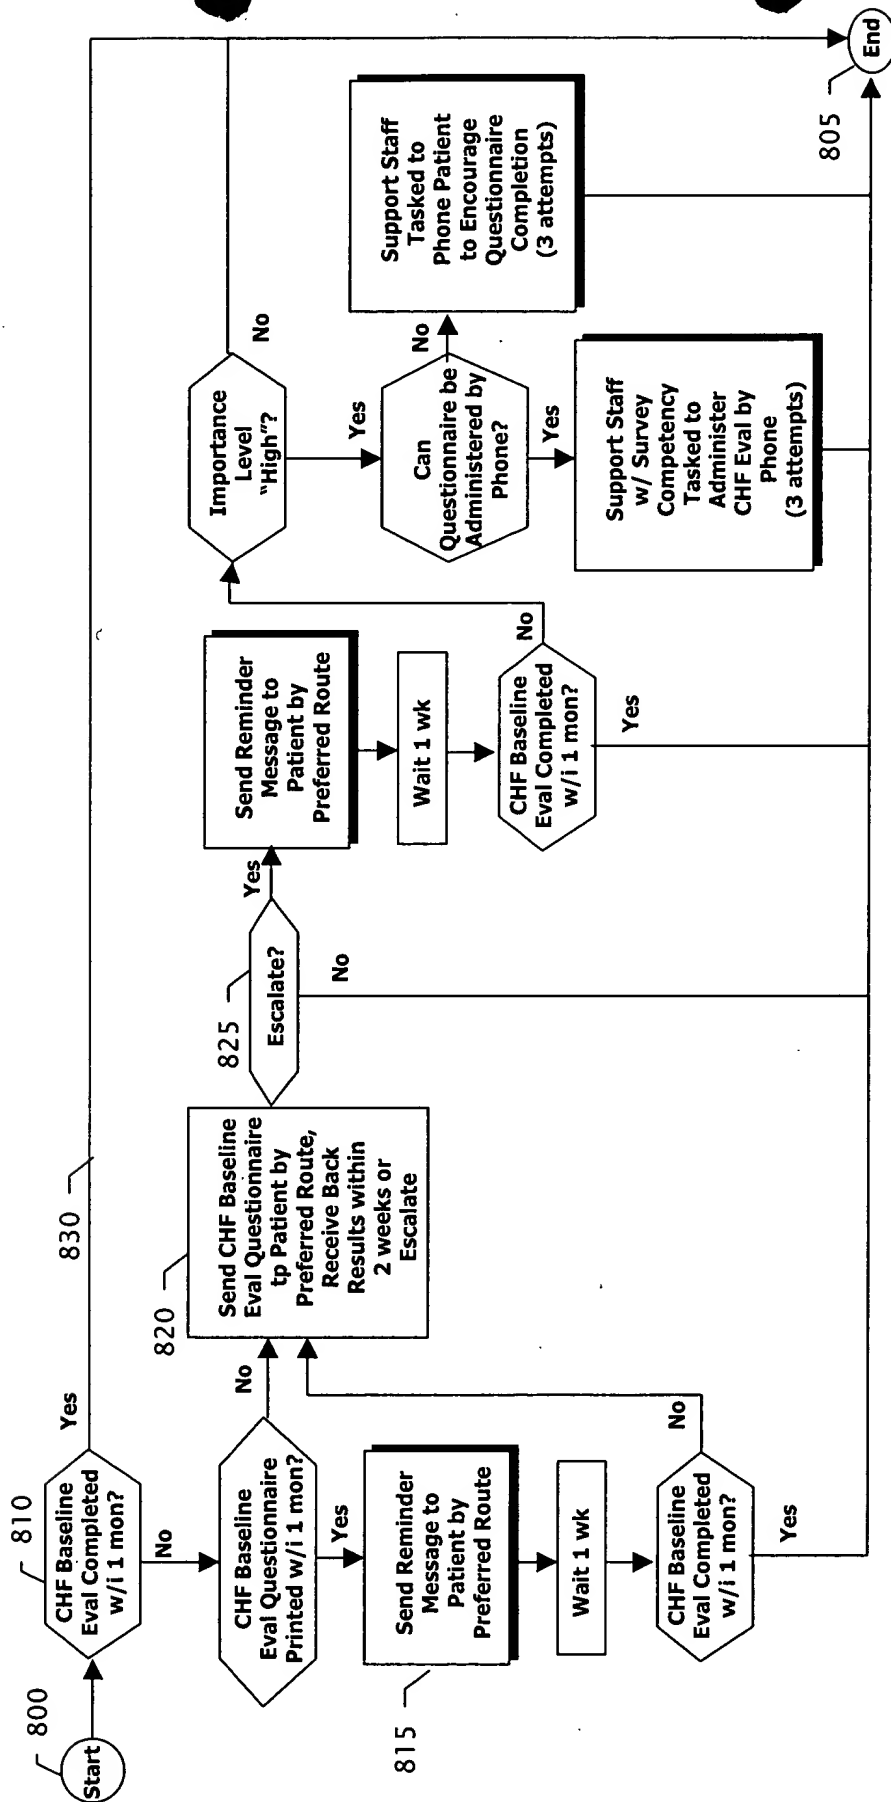 800
Start
810
CHF Baseline
Eval Completed
w/i 1 mon?
Yes
830
No
CHF Baseline
Eval Questionnaire
Printed w/i 1 mon?
No
Yes
815
Send Reminder
Message to
Patient by
Preferred Route
Wait 1 wk
CHF Baseline
Eval Completed
w/i 1 mon?
No
Yes
820
Send CHF Baseline
Eval Questionnaire
tp Patient by
Preferred Route,
Receive Back
Results within
2 weeks or
Escalate
825
Escalate?
Yes
No
Send Reminder
Message to
Patient by
Preferred Route
Wait 1 wk
CHF Baseline
Eval Completed
w/i 1 mon?
No
Yes
Importance
Level
"High"?
No
Yes
Can
Questionnaire be
Administered by
Phone?
No
Yes
Support Staff
Tasked to
Phone Patient
to Encourage
Questionnaire
Completion
(3 attempts)
Support Staff
w/ Survey
Competency
Tasked to
Administer
CHF Eval by
Phone
(3 attempts)
805
End